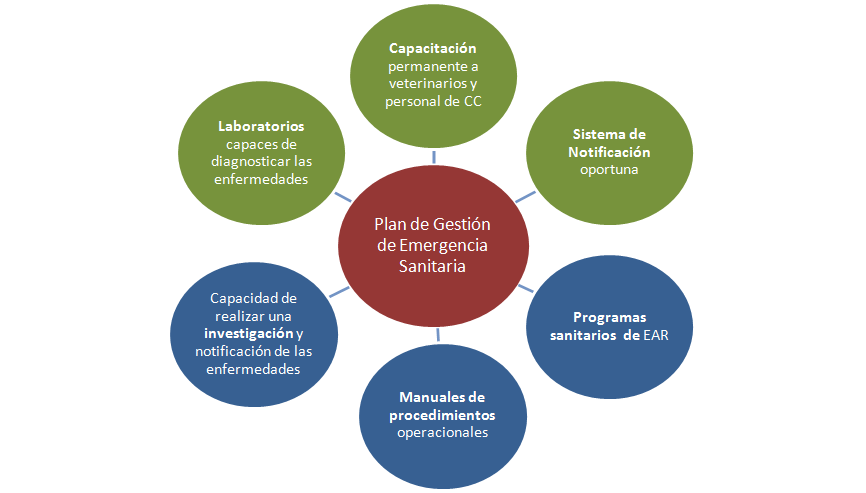 Capacitación
permanente a
veterinarios y
personal de CC
Laboratorios
capaces de
diagnosticar las
enfermedades
Sistema de
Notificación
oportuna
Plan de Gestión
de Emergencia
Sanitaria
Capacidad de
realizar una
investigación y
notificación de las
enfermedades
Programas
sanitarios de EAR
Manuales de
procedimientos
operacionales